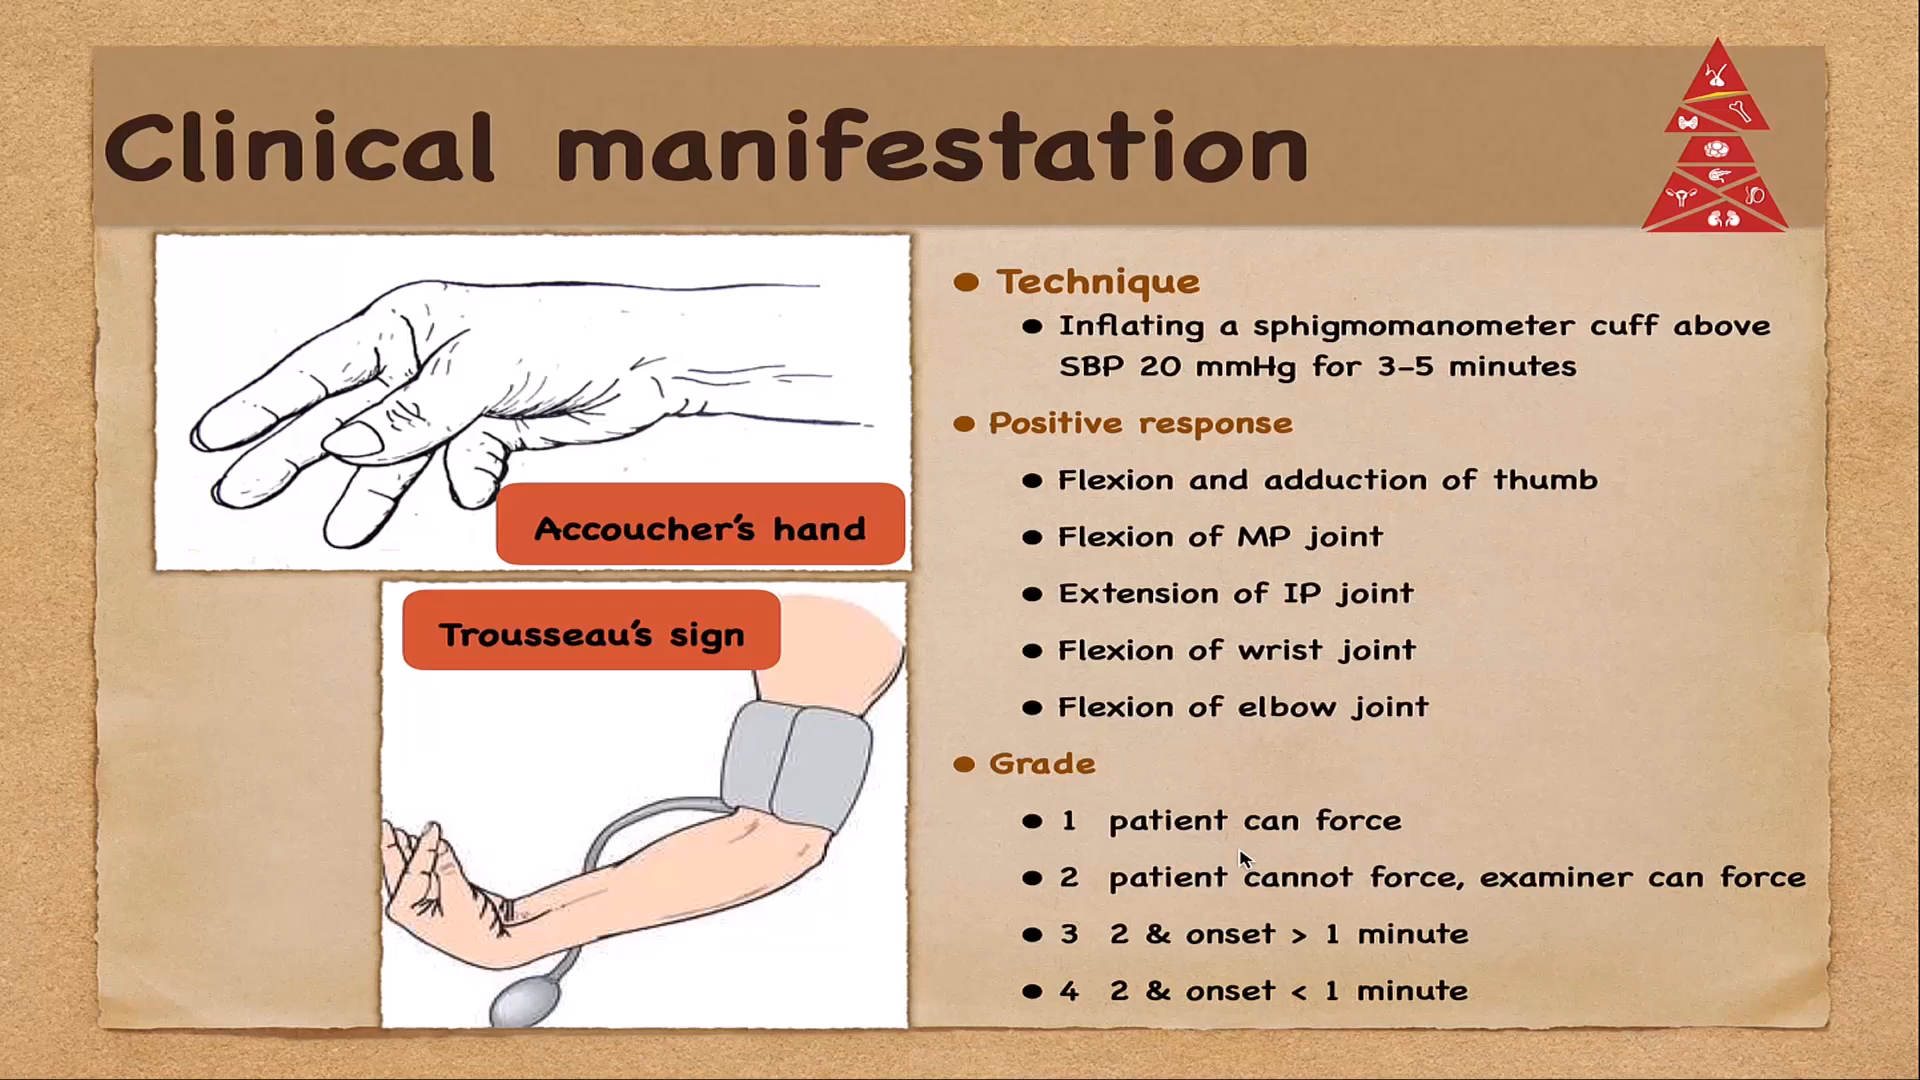 Clinical manifestation
Accoucher's hand
Trousseau's sign
• Technique
• Inflating a sphigmomanometer cuff above
SBP 20 mmHg for 3-5 minutes
• Positive response
• Flexion and adduction of thumb
• Flexion of MP joint
• Extension of IP joint
• Flexion of wrist joint
• Flexion of elbow joint
• Grade
• 1 patient can force
• 2 patient cannot force, examiner can force
• 3 2 & onset > 1 minute
• 4 2 & onset < 1 minute